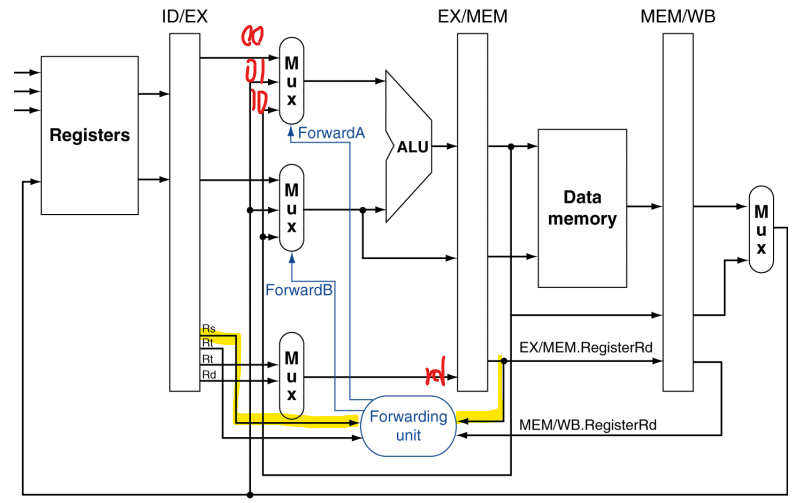 ID/EX
EX/MEM
MEM/WB
00
01
10
Mux
ForwardA
Registers
ALU
Mux
Data
memory
Mux
ForwardB
Rs
Rt
Rt
Rd
Mux
rd
EX/MEM.RegisterRd
Forwarding
unit
MEM/WB.RegisterRd